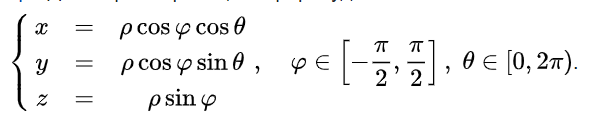 x = ρ cos φ cos θ
y = ρ cos φ sin θ , φ ∈ [−π/2, π/2], θ ∈ [0, 2π).
z = ρ sin φ